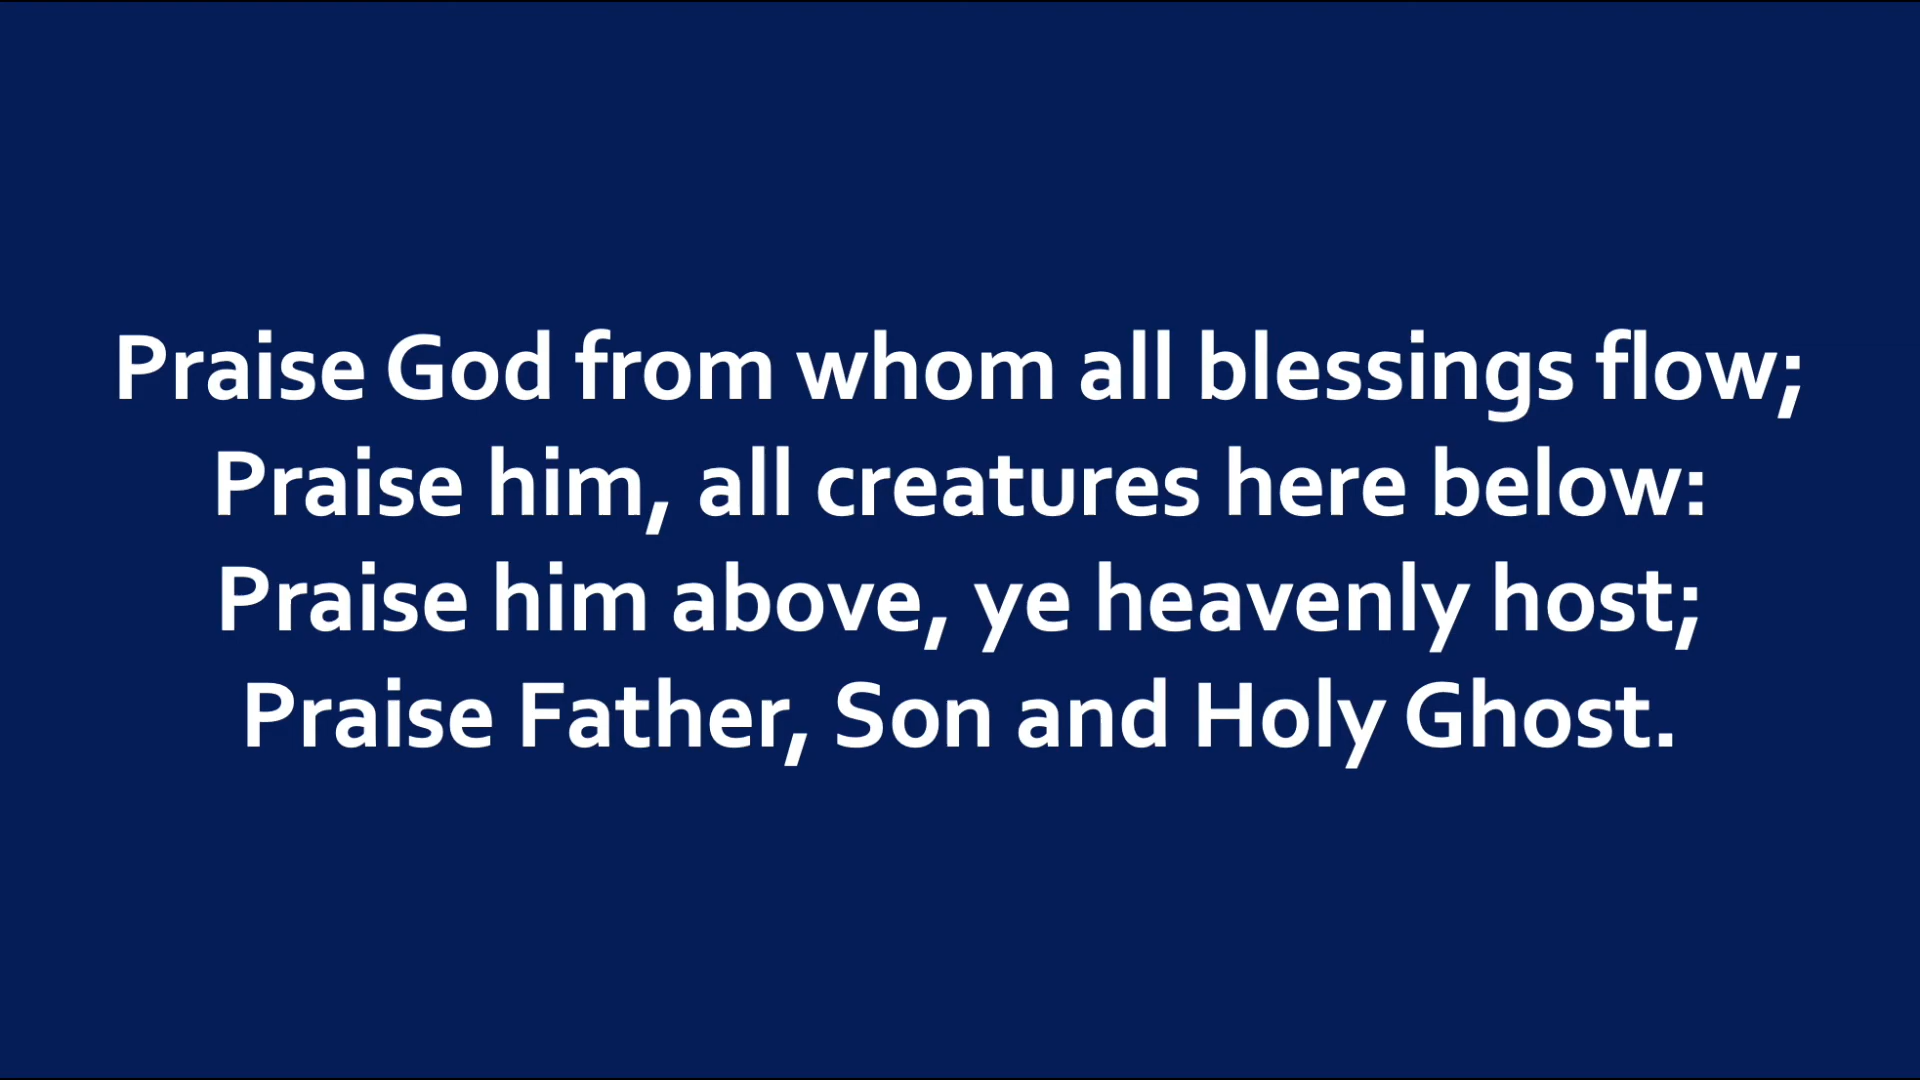 Praise God from whom all blessings flow;
Praise him, all creatures here below:
Praise him above, ye heavenly host;
Praise Father, Son and Holy Ghost.